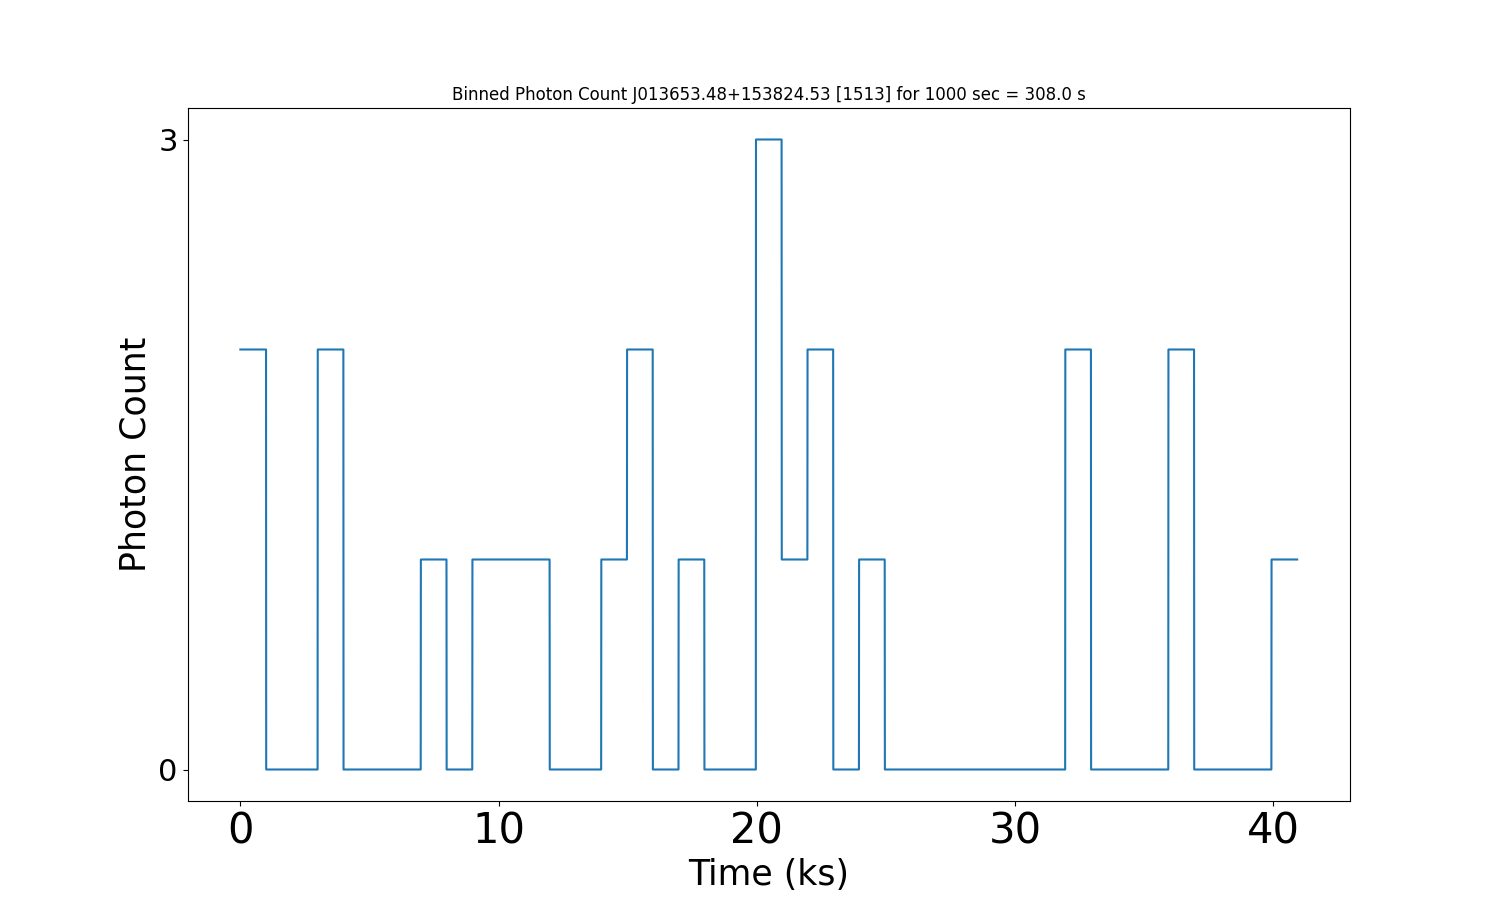 Binned Photon Count J013653.48+153824.53 [1513] for 1000 sec = 308.0 s
3
Photon Count
0
0 10 20 30 40
Time (ks)